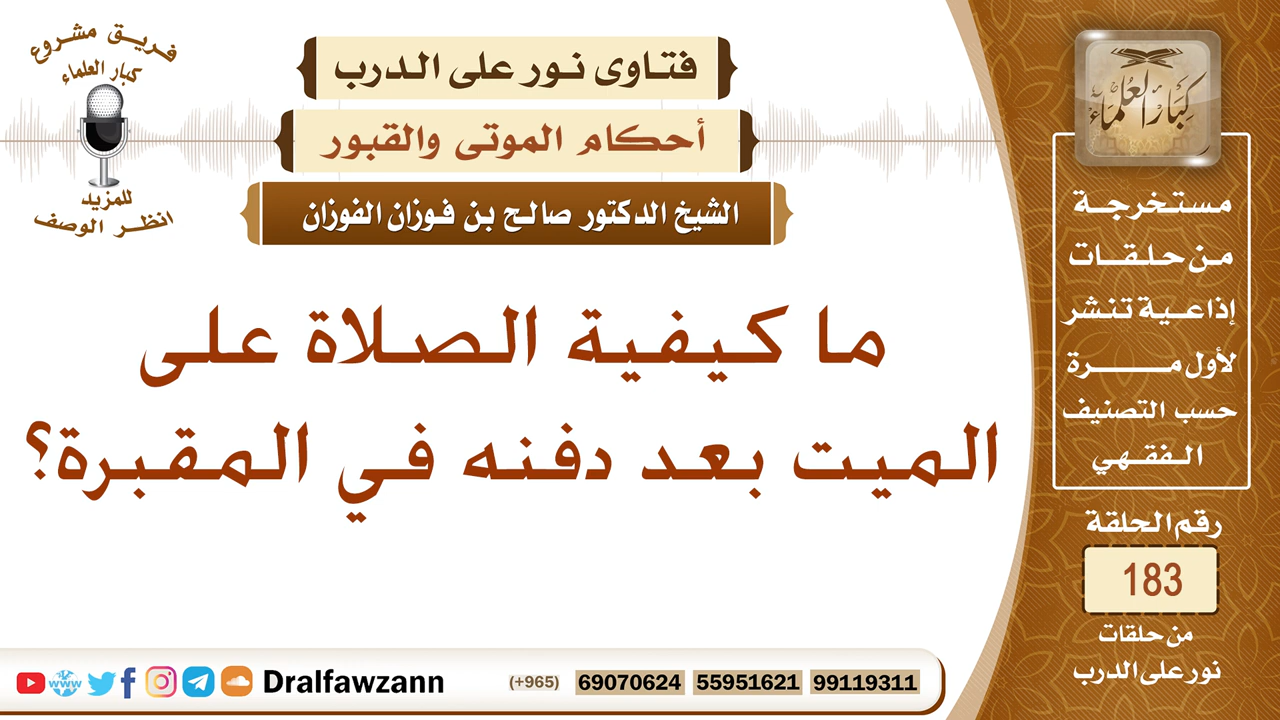 فريق مشروع
كبار العلماء
للمزيد
انظر الوصف
فتاوى نور على الدرب
أحكام الموتى والقبور
الشيخ الدكتور صالح بن فوزان الفوزان
ما كيفية الصلاة على
الميت بعد دفنه في المقبرة؟
كبار العلماء
مستخرجة
من حلقات
إذاعية تنشر
لأول مرة
حسب التصنيف
الفقهي
رقم الحلقة
183
من حلقات
نور على الدرب
www Dralfawzann (+965) 69070624 55951621 99119311